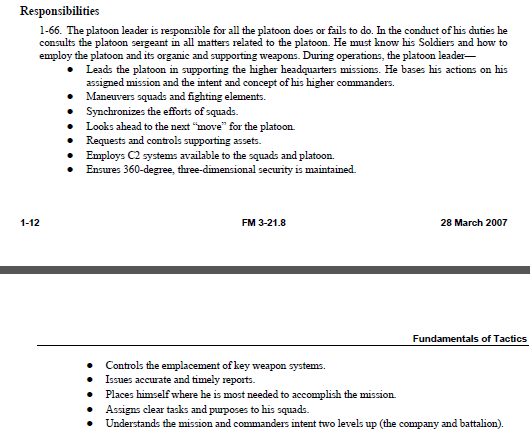 Responsibilities
1-66. The platoon leader is responsible for all the platoon does or fails to do. In the conduct of his duties he
consults the platoon sergeant in all matters related to the platoon. He must know his Soldiers and how to
employ the platoon and its organic and supporting weapons. During operations, the platoon leader—
● Leads the platoon in supporting the higher headquarters missions. He bases his actions on his
assigned mission and the intent and concept of his higher commanders.
● Maneuvers squads and fighting elements.
● Synchronizes the efforts of squads.
● Looks ahead to the next “move” for the platoon.
● Requests and controls supporting assets.
● Employs C2 systems available to the squads and platoon.
● Ensures 360-degree, three-dimensional security is maintained.
1-12 FM 3-21.8 28 March 2007
Fundamentals of Tactics
● Controls the emplacement of key weapon systems.
● Issues accurate and timely reports.
● Places himself where he is most needed to accomplish the mission.
● Assigns clear tasks and purposes to his squads.
● Understands the mission and commanders intent two levels up (the company and battalion).